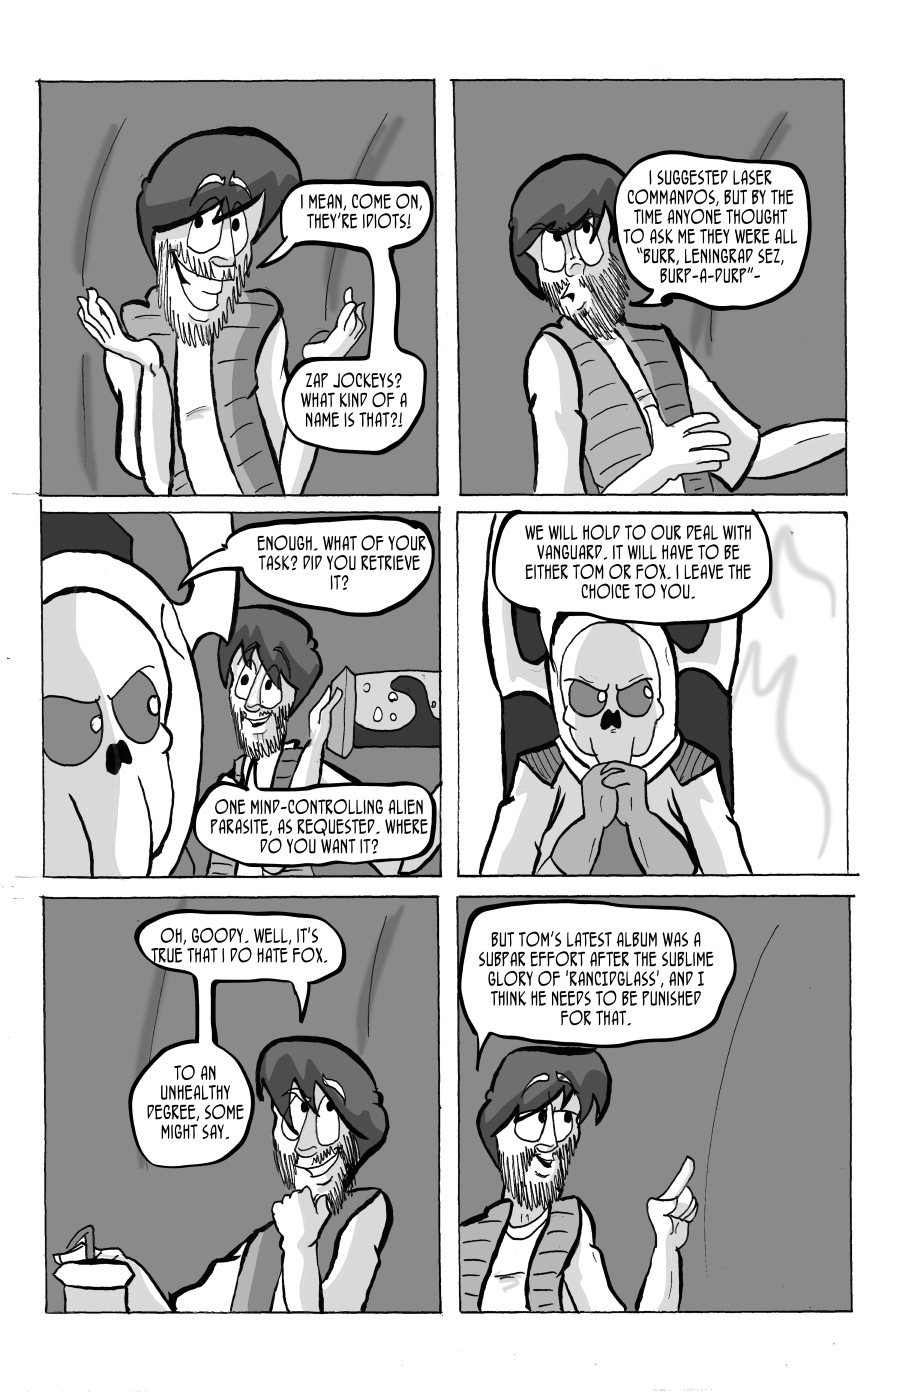 I MEAN, COME ON,
THEY'RE IDIOTS!
ZAP JOCKEYS?
WHAT KIND OF A
NAME IS THAT?!
I SUGGESTED LASER
COMMANDOS, BUT BY THE
TIME ANYONE THOUGHT
TO ASK ME THEY WERE ALL
"BURR, LENINGRAD SEZ,
BURP-A-DURP"-
ENOUGH. WHAT OF YOUR
TASK? DID YOU RETRIEVE
IT?
ONE MIND-CONTROLLING ALIEN
PARASITE, AS REQUESTED. WHERE
DO YOU WANT IT?
WE WILL HOLD TO OUR DEAL WITH
VANGUARD. IT WILL HAVE TO BE
EITHER TOM OR FOX. I LEAVE THE
CHOICE TO YOU.
OH, GOODY. WELL, IT'S
TRUE THAT I DO HATE FOX.
TO AN
UNHEALTHY
DEGREE, SOME
MIGHT SAY.
BUT TOM'S LATEST ALBUM WAS A
SUBPAR EFFORT AFTER THE SUBLIME
GLORY OF 'RANCIDGLASS', AND I
THINK HE NEEDS TO BE PUNISHED
FOR THAT.